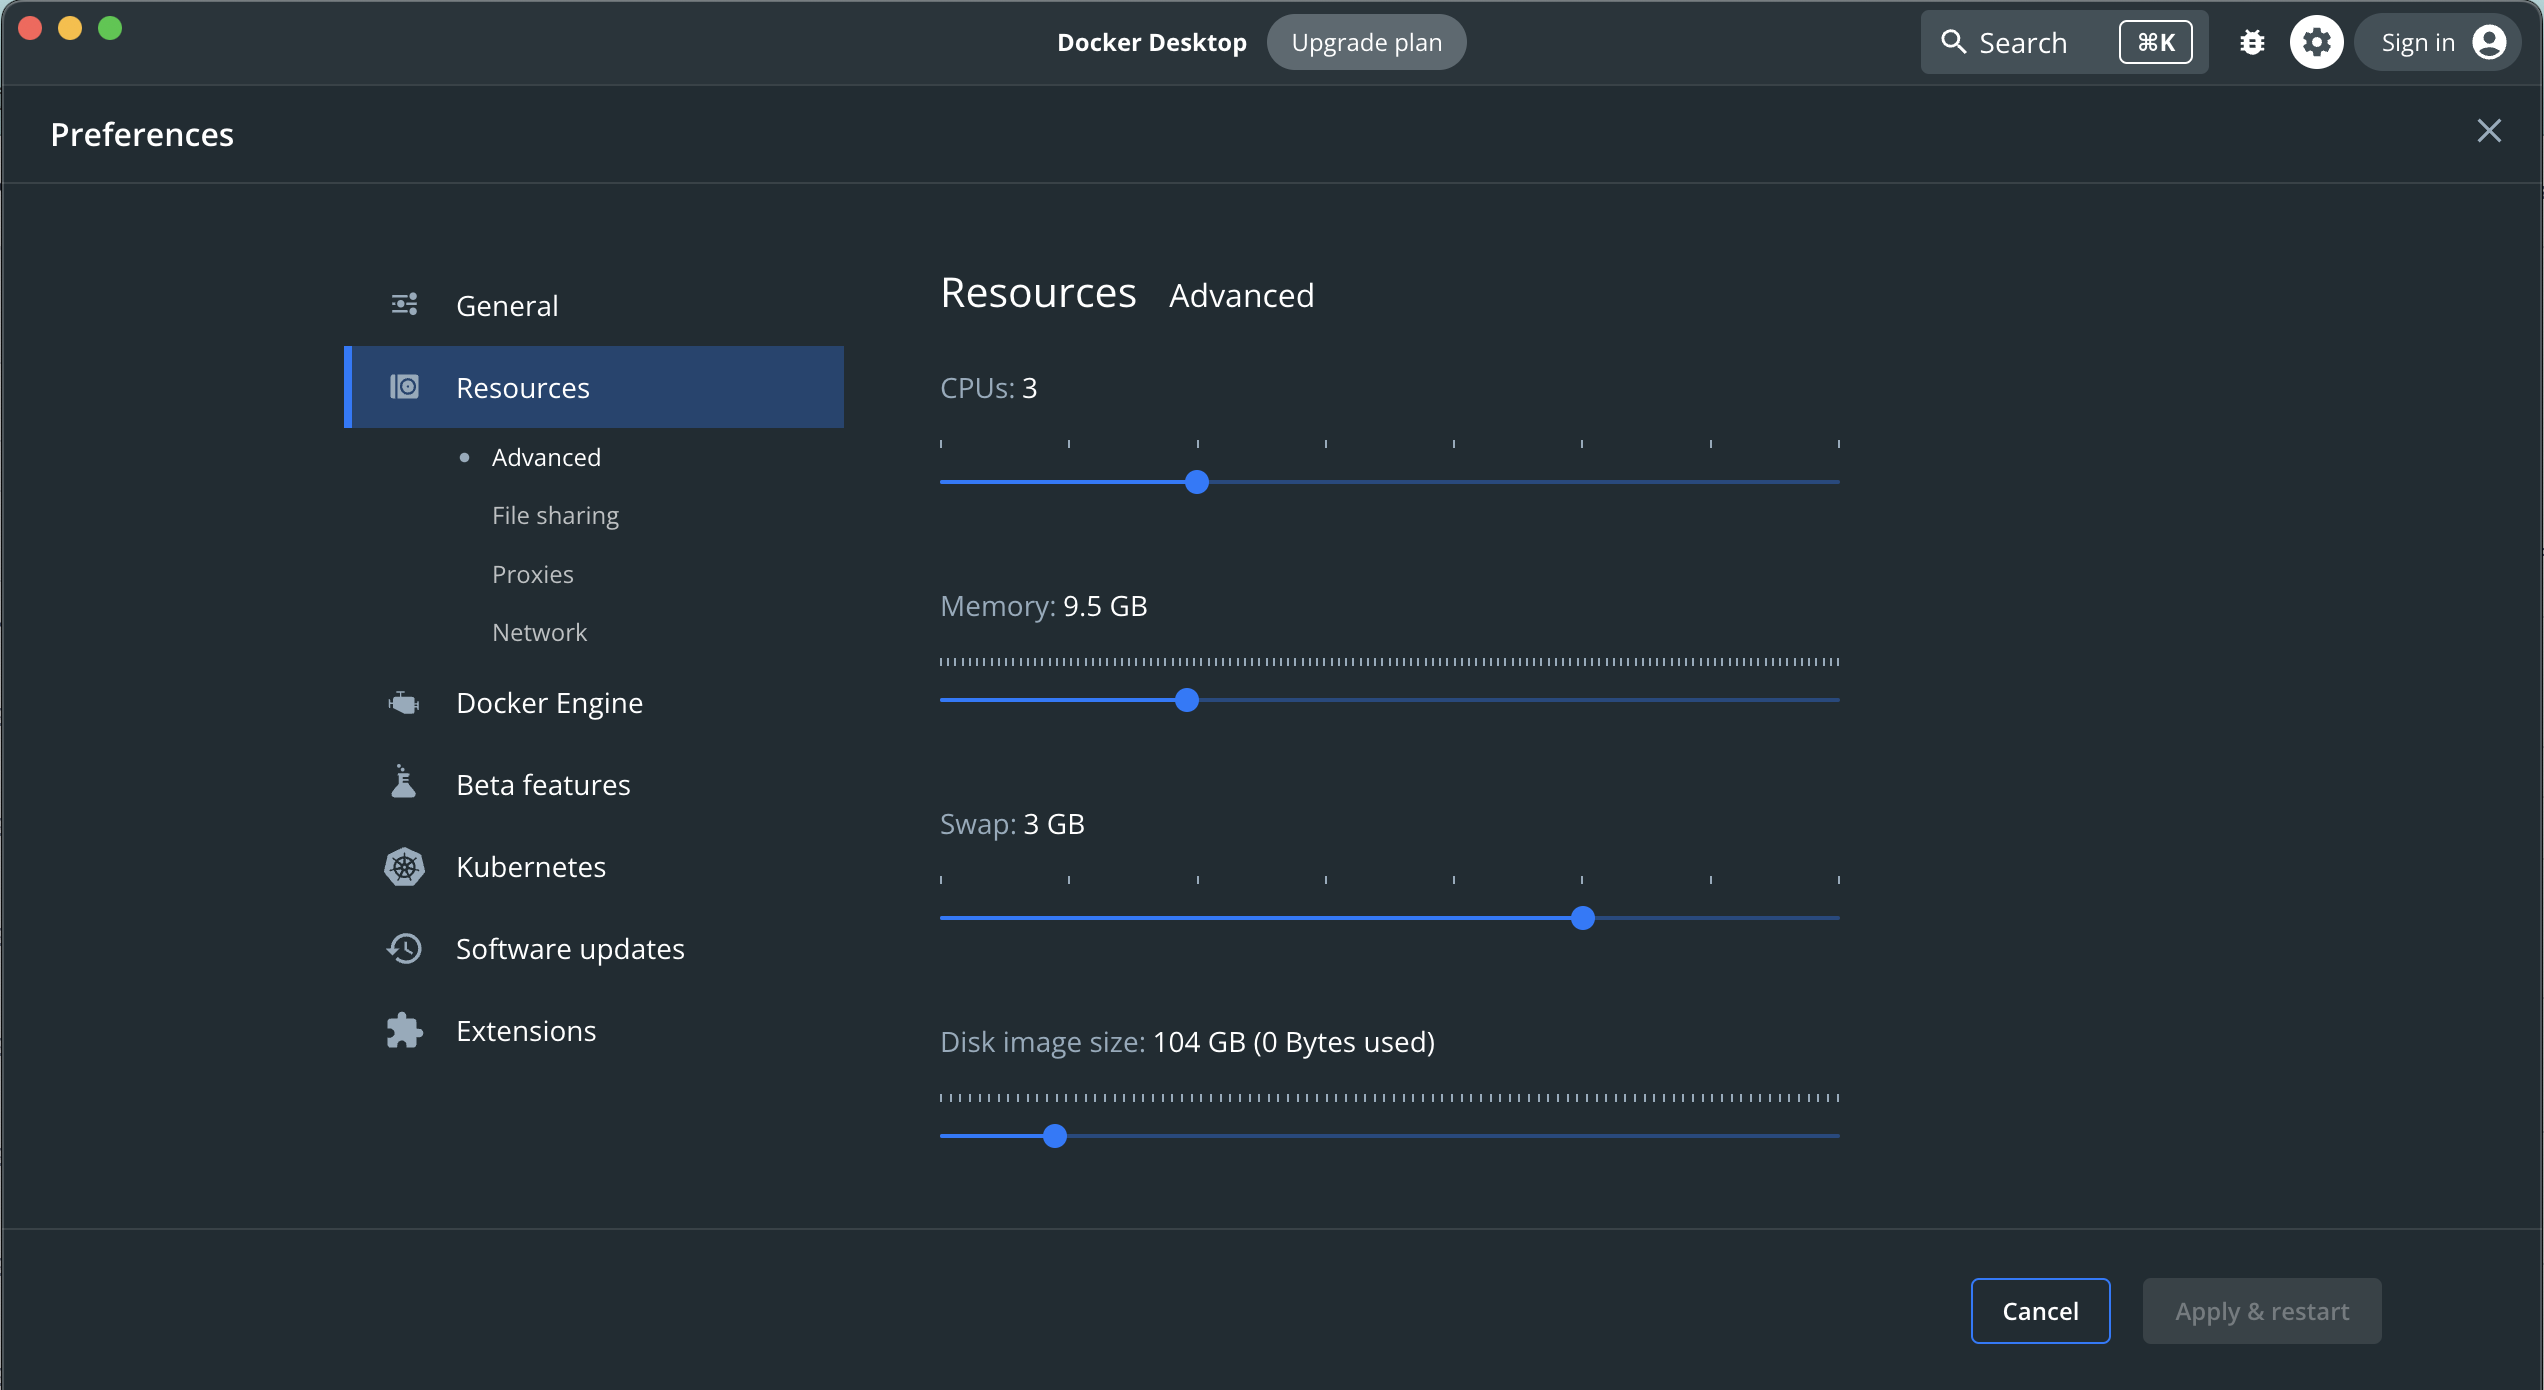 Docker Desktop Upgrade plan Search ⌘K Sign in
Preferences
General
Resources
Advanced
File sharing
Proxies
Network
Docker Engine
Beta features
Kubernetes
Software updates
Extensions
Resources Advanced
CPUs: 3
Memory: 9.5 GB
Swap: 3 GB
Disk image size: 104 GB (0 Bytes used)
Cancel Apply & restart